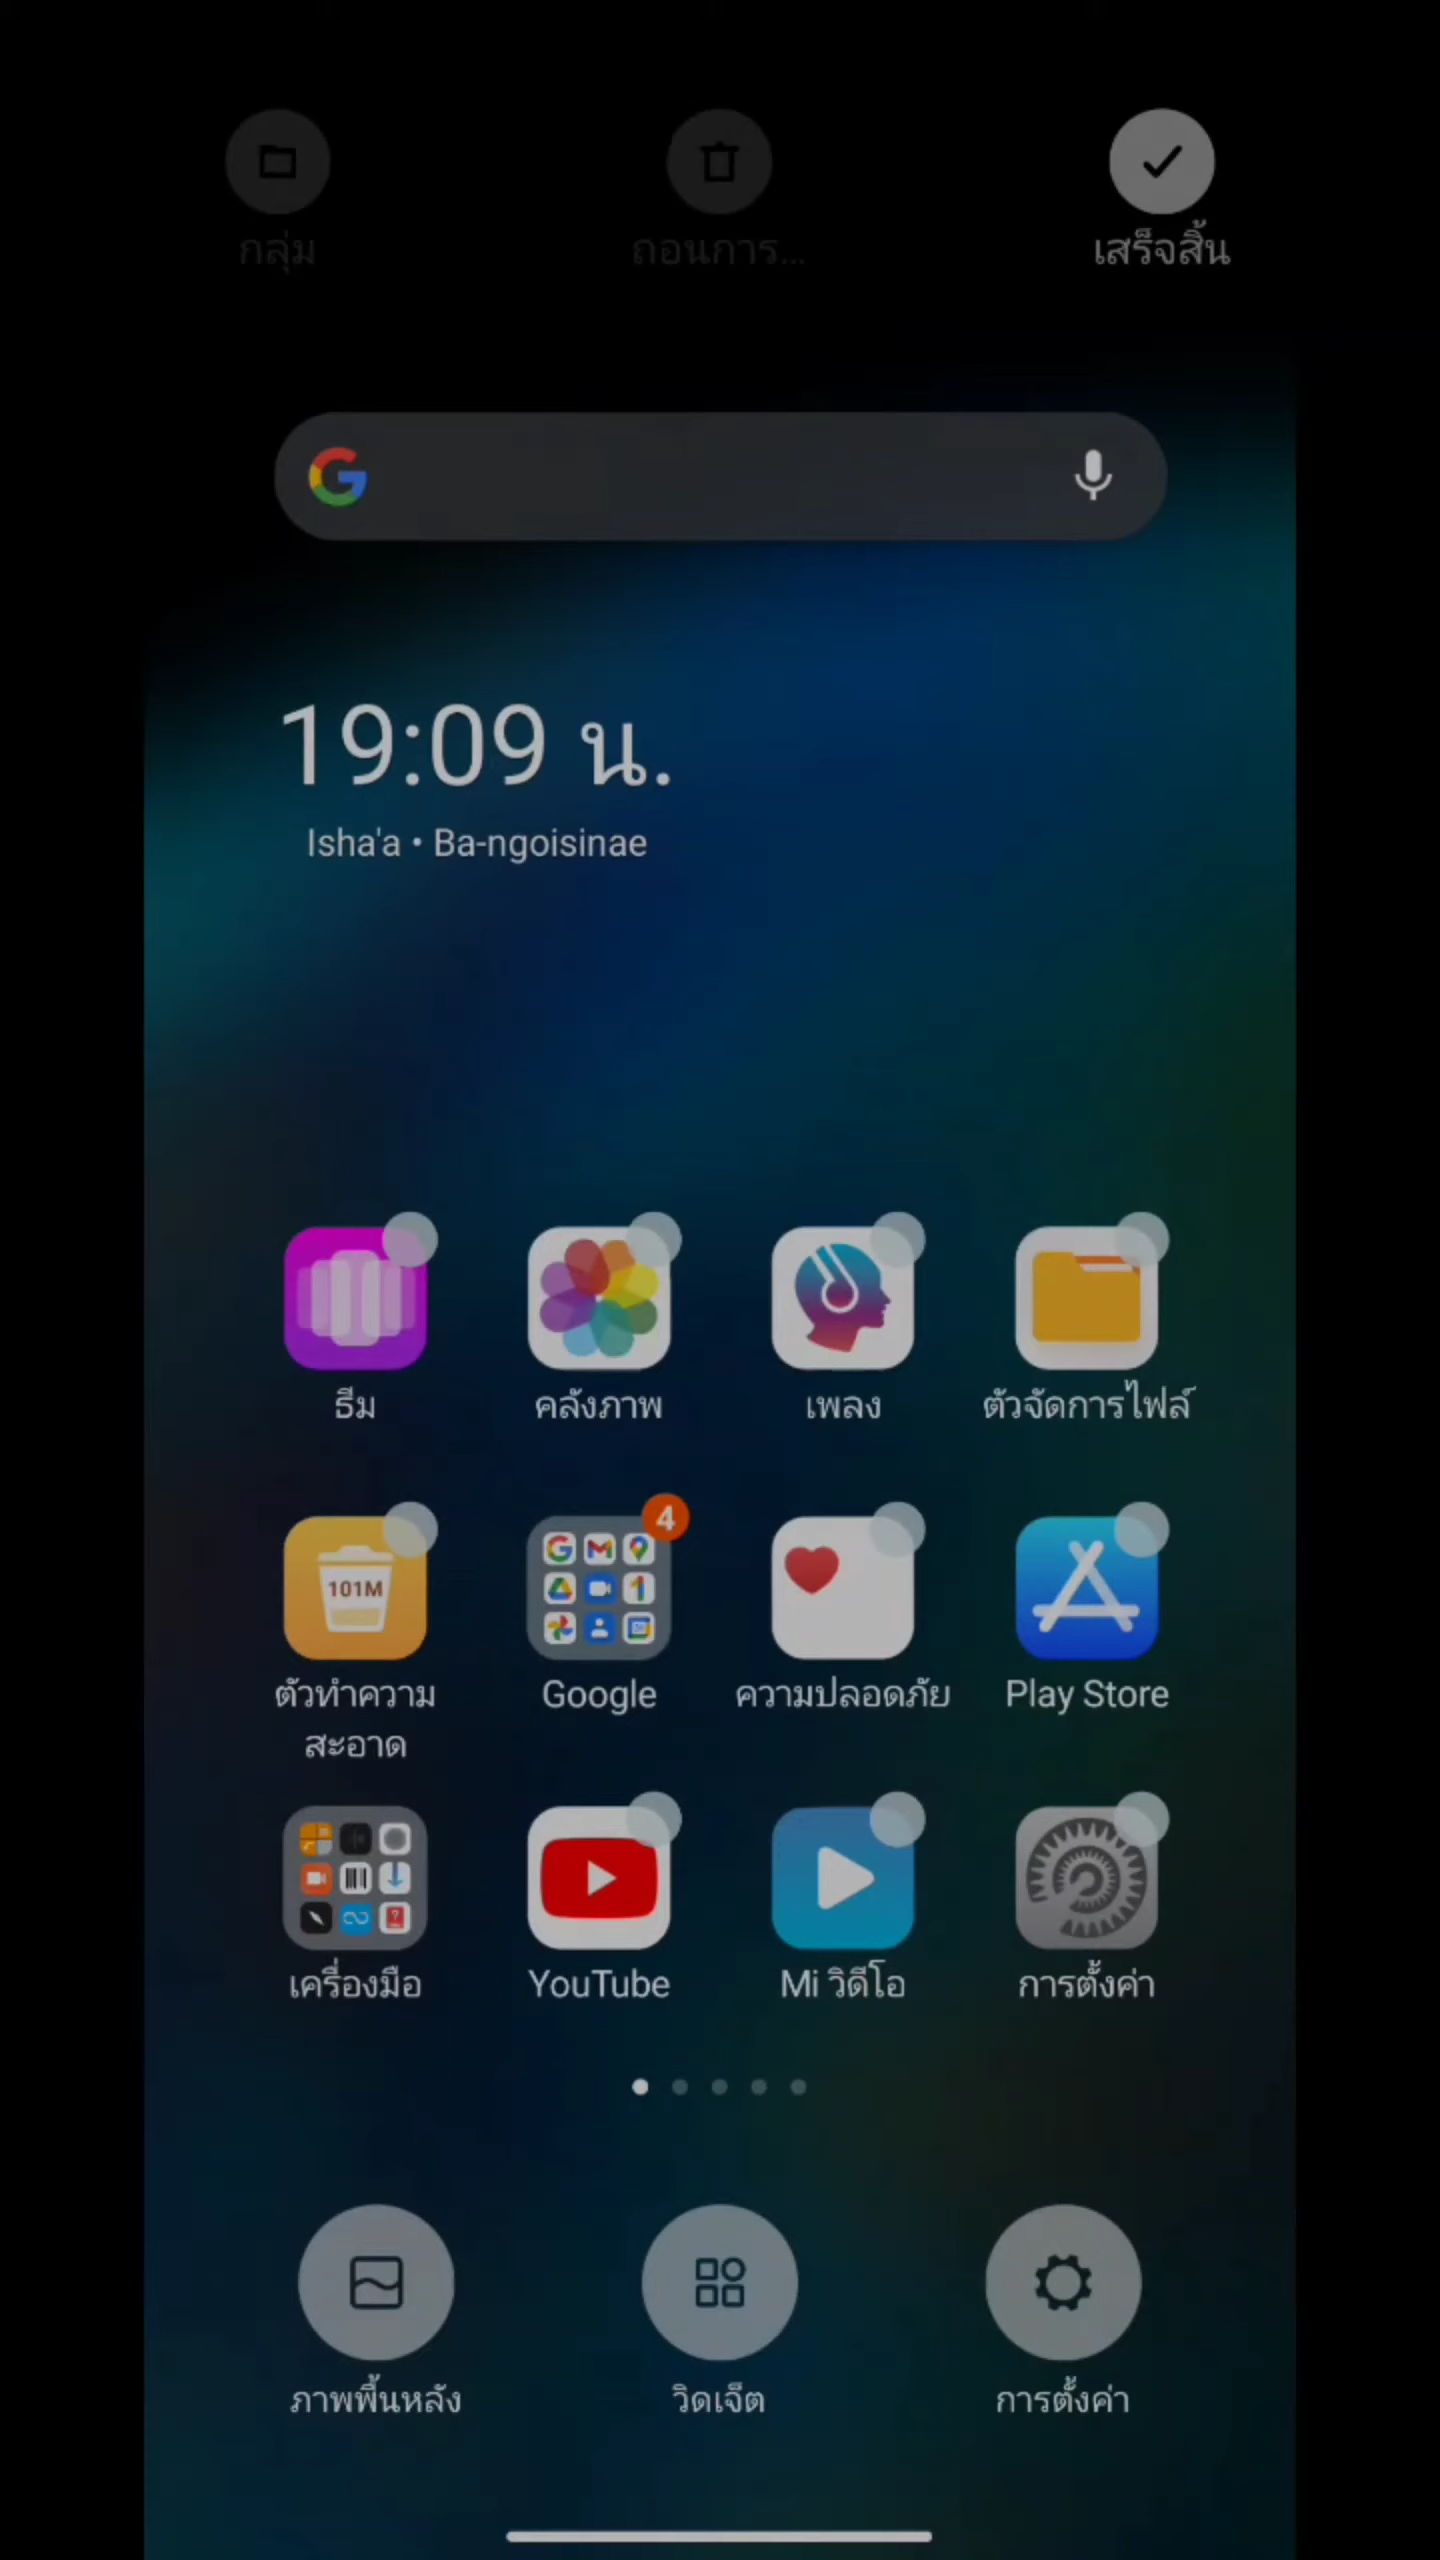 กลุ่ม
ถอนการ...
เสร็จสิ้น
19:09 น.
Isha'a • Ba-ngoisinae
ธีม
คลังภาพ
เพลง
ตัวจัดการไฟล์
101M
4
ตัวทำความ
สะอาด
Google
ความปลอดภัย
Play Store
เครื่องมือ
YouTube
Mi วิดีโอ
การตั้งค่า
ภาพพื้นหลัง
วิดเจ็ต
การตั้งค่า